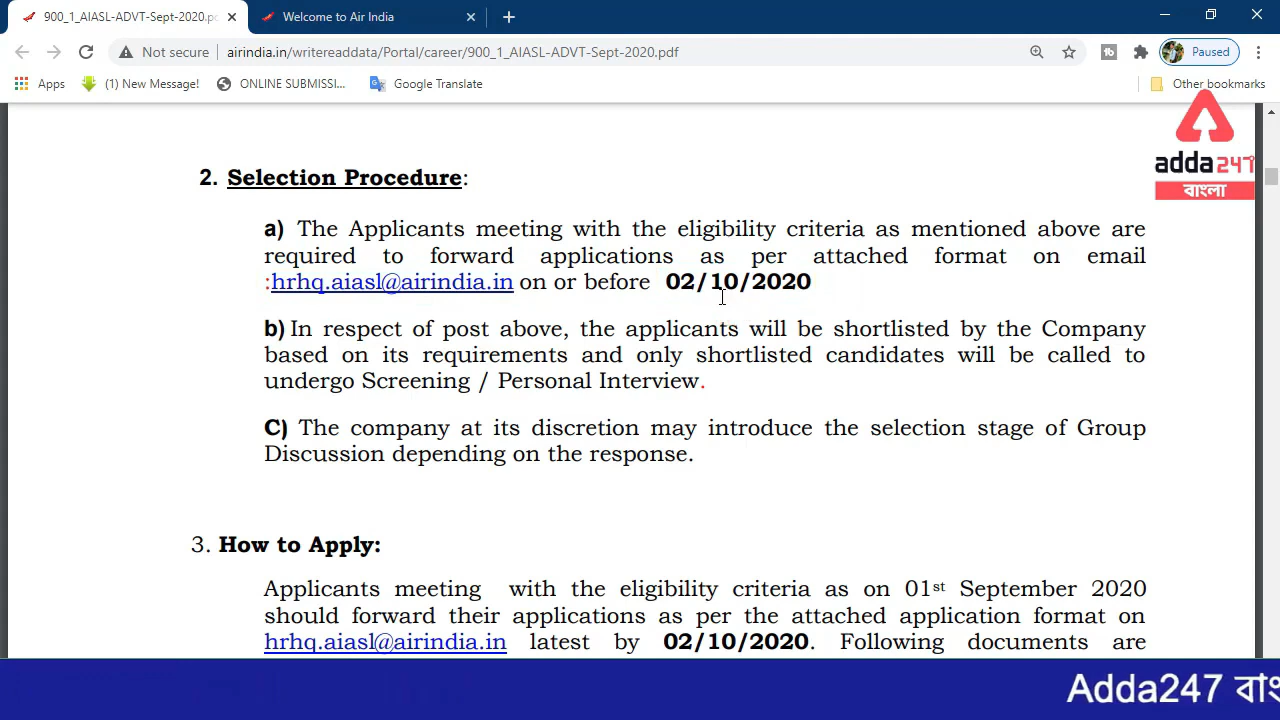 900_1_AIASL-ADVT-Sept-2020.pd
Welcome to Air India
Not secure
airindia.in/writereaddata/Portal/career/900_1_AIASL-ADVT-Sept-2020.pdf
Paused
Apps
(1) New Message!
ONLINE SUBMISSI...
Google Translate
Other bookmarks
adda247
বাংলা
2. Selection Procedure:
a) The Applicants meeting with the eligibility criteria as mentioned above are
required to forward applications as per attached format on email
:hrhq.aiasl@airindia.in on or before 02/10/2020
b) In respect of post above, the applicants will be shortlisted by the Company
based on its requirements and only shortlisted candidates will be called to
undergo Screening / Personal Interview.
C) The company at its discretion may introduce the selection stage of Group
Discussion depending on the response.
3. How to Apply:
Applicants meeting with the eligibility criteria as on 01st September 2020
should forward their applications as per the attached application format on
hrhq.aiasl@airindia.in latest by 02/10/2020. Following documents are
Adda247